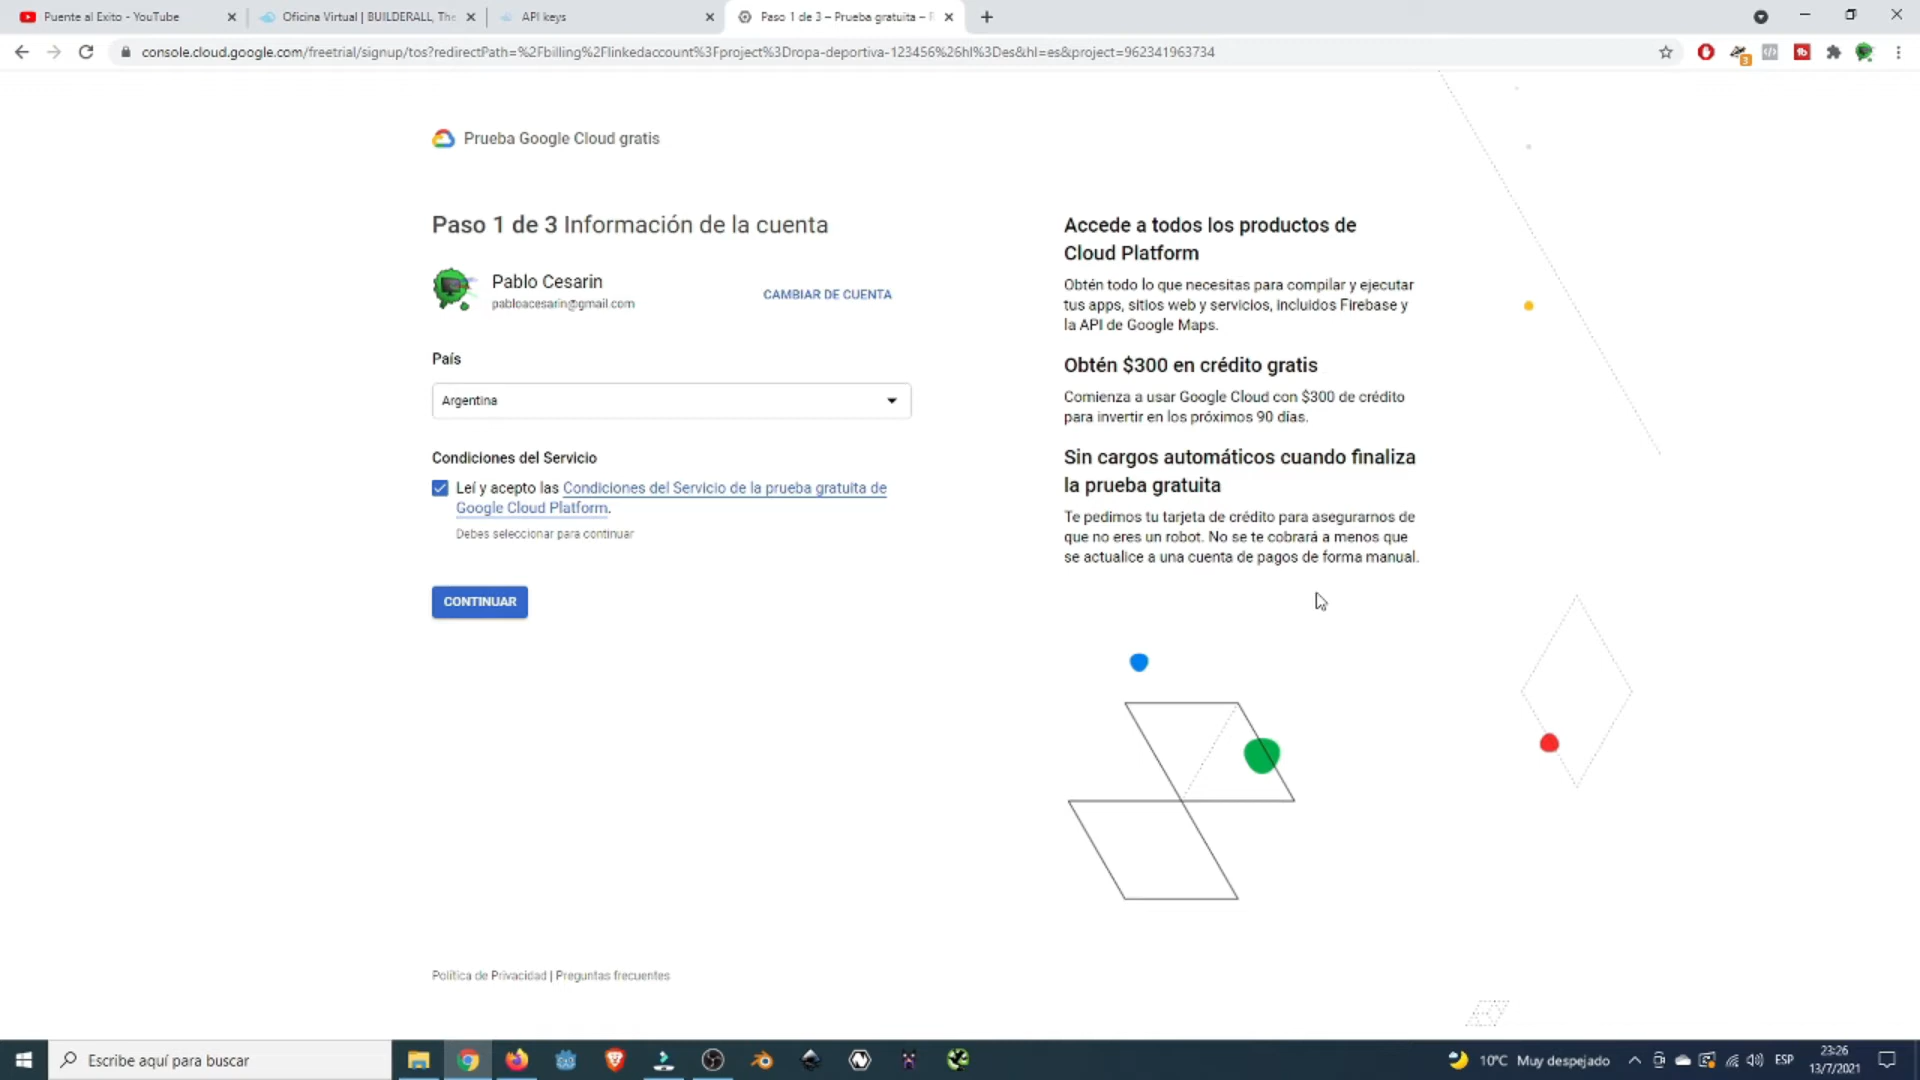 Puente al Exito - YouTube
Oficina Virtual | BUILDERALL, The
API keys
Paso 1 de 3 – Prueba gratuita –
console.cloud.google.com/freetrial/signup/tos?redirectPath=%2Fbilling%2Flinkedaccount%3Fproject%3Dropa-deportiva-123456%26hl%3Des&hl=es&project=962341963734
3
Prueba Google Cloud gratis
Paso 1 de 3 Información de la cuenta
Pablo Cesarin
pabloacesarin@gmail.com
CAMBIAR DE CUENTA
País
Argentina
Condiciones del Servicio
Leí y acepto las Condiciones del Servicio de la prueba gratuita de
Google Cloud Platform.
Debes seleccionar para continuar
CONTINUAR
Accede a todos los productos de
Cloud Platform
Obtén todo lo que necesitas para compilar y ejecutar
tus apps, sitios web y servicios, incluidos Firebase y
la API de Google Maps.
Obtén $300 en crédito gratis
Comienza a usar Google Cloud con $300 de crédito
para invertir en los próximos 90 días.
Sin cargos automáticos cuando finaliza
la prueba gratuita
Te pedimos tu tarjeta de crédito para asegurarnos de
que no eres un robot. No se te cobrará a menos que
se actualice a una cuenta de pagos de forma manual.
Política de Privacidad | Preguntas frecuentes
Escribe aquí para buscar
10°C Muy despejado
ESP
23:26
13/7/2021